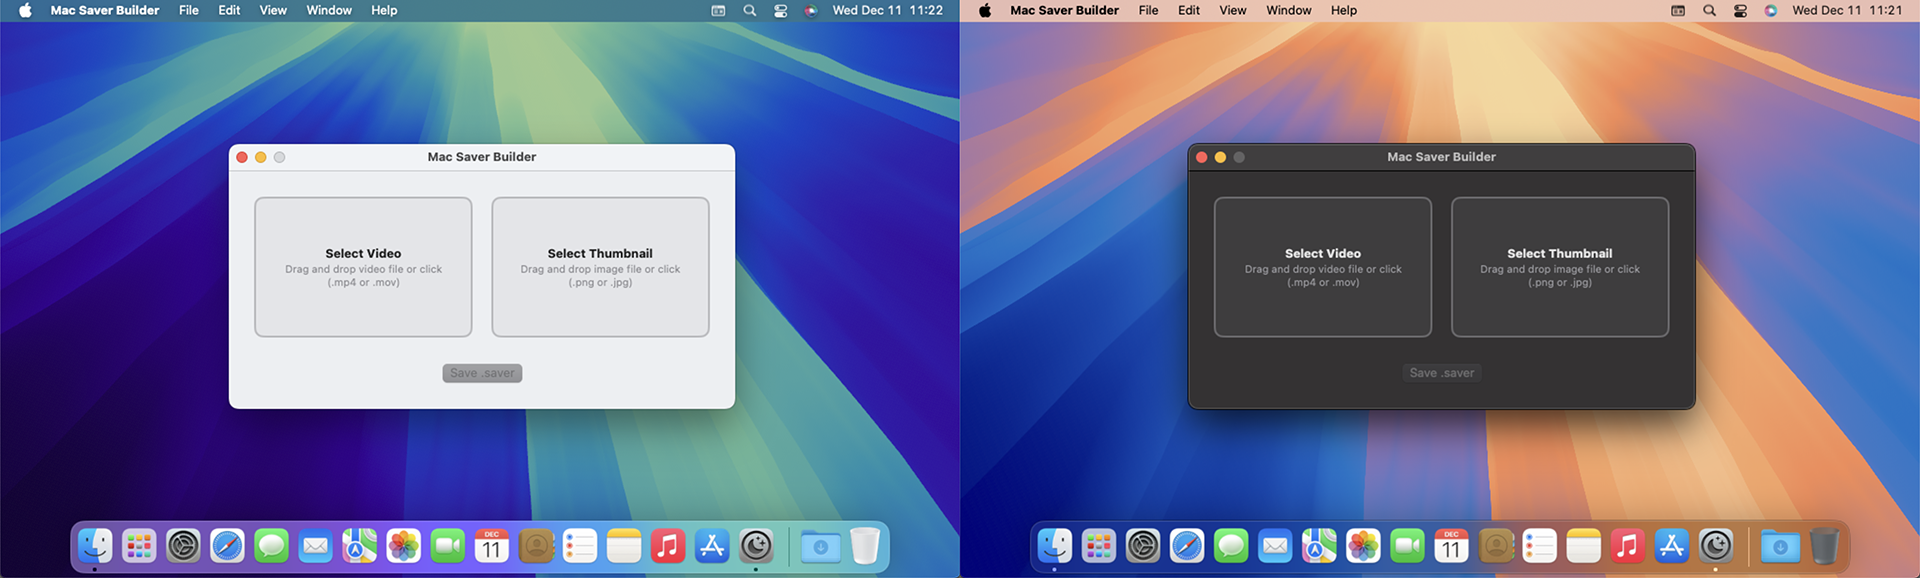 Mac Saver Builder File Edit View Window Help Wed Dec 11 11:22
Mac Saver Builder
Select Video
Drag and drop video file or click
(.mp4 or .mov)
Select Thumbnail
Drag and drop image file or click
(.png or .jpg)
Save .saver
DEC
11
Mac Saver Builder File Edit View Window Help Wed Dec 11 11:21
Mac Saver Builder
Select Video
Drag and drop video file or click
(.mp4 or .mov)
Select Thumbnail
Drag and drop image file or click
(.png or .jpg)
Save .saver
DEC
11